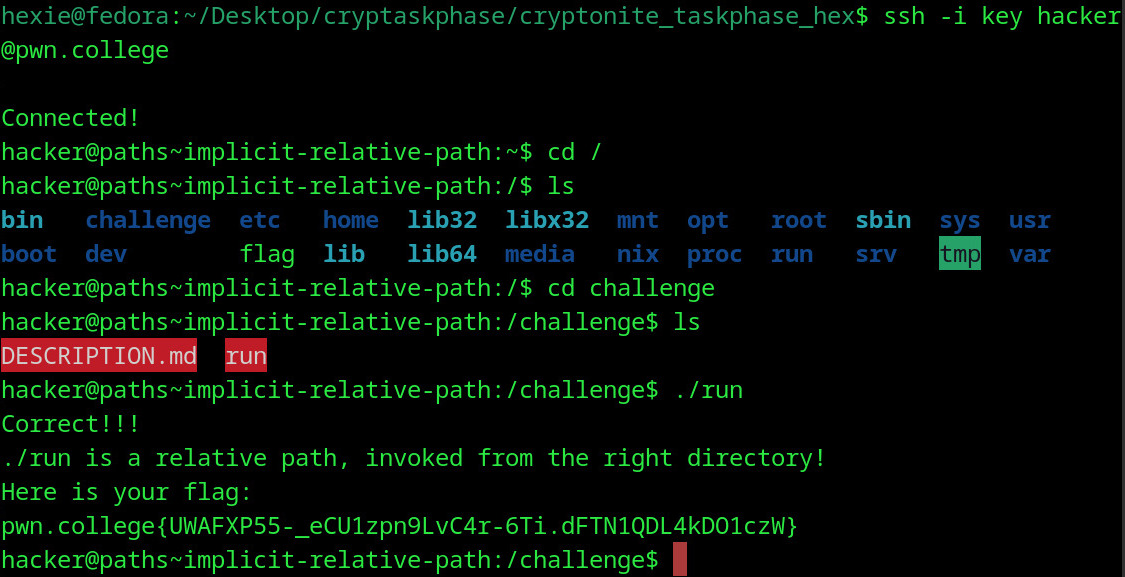 hexie@fedora:~/Desktop/cryptaskphase/cryptonite_taskphase_hex$ ssh -i key hacker
@pwn.college
Connected!
hacker@paths~implicit-relative-path:~$ cd /
hacker@paths~implicit-relative-path:/$ ls
bin challenge etc home lib32 libx32 mnt opt root sbin sys usr
boot dev flag lib lib64 media nix proc run srv tmp var
hacker@paths~implicit-relative-path:/$ cd challenge
hacker@paths~implicit-relative-path:/challenge$ ls
DESCRIPTION.md run
hacker@paths~implicit-relative-path:/challenge$ ./run
Correct!!!
./run is a relative path, invoked from the right directory!
Here is your flag:
pwn.college{UWAFXP55-_eCU1zpn9LvC4r-6Ti.dFTN1QDL4kDO1czW}
hacker@paths~implicit-relative-path:/challenge$